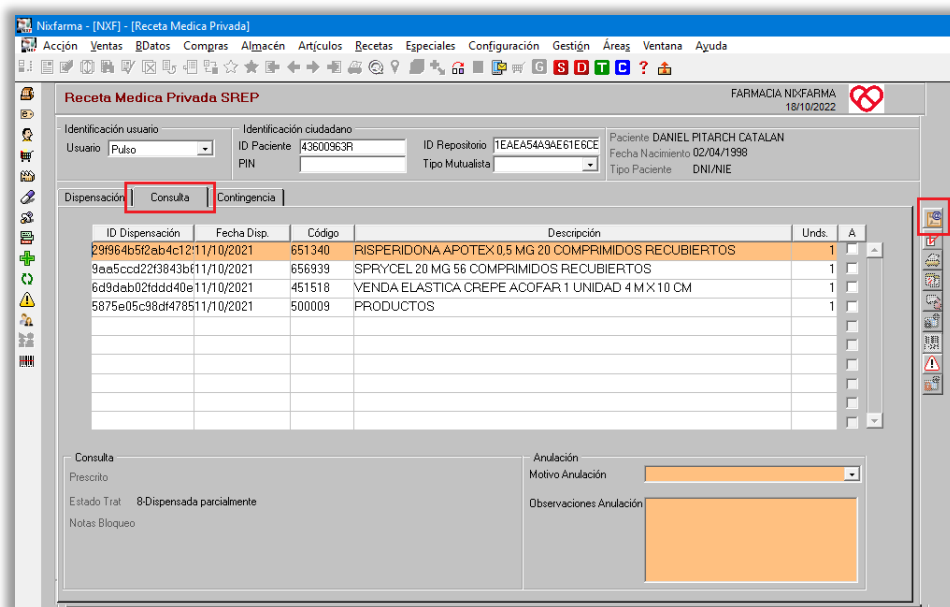 Nixfarma - [NXF] - [Receta Medica Privada]
Acción Ventas BDatos Compras Almacén Artículos Recetas Especiales Configuración Gestión Áreas Ventana Ayuda
G S D T C ?
Receta Medica Privada SREP
FARMACIA NIXFARMA
18/10/2022
Identificación usuario
Usuario Pulso
Identificación ciudadano
ID Paciente 43600963R ID Repositorio 1EAEA54A9AE61E6CE
PIN Tipo Mutualista
Paciente DANIEL PITARCH CATALAN
Fecha Nacimiento 02/04/1998
Tipo Paciente DNI/NIE
Dispensación Consulta Contingencia
ID Dispensación Fecha Disp. Código Descripción Unds. A
29f964b5f2ab4c12 11/10/2021 651340 RISPERIDONA APOTEX 0,5 MG 20 COMPRIMIDOS RECUBIERTOS 1
9aa5ccd22f3843b 11/10/2021 656939 SPRYCEL 20 MG 56 COMPRIMIDOS RECUBIERTOS 1
6d9dab02fddd40e 11/10/2021 451518 VENDA ELASTICA CREPE ACOFAR 1 UNIDAD 4 M X 10 CM 1
5875e05c98df4785 11/10/2021 500009 PRODUCTOS 1
Consulta
Prescrito
Estado Trat 8-Dispensada parcialmente
Notas Bloqueo
Anulación
Motivo Anulación
Observaciones Anulación